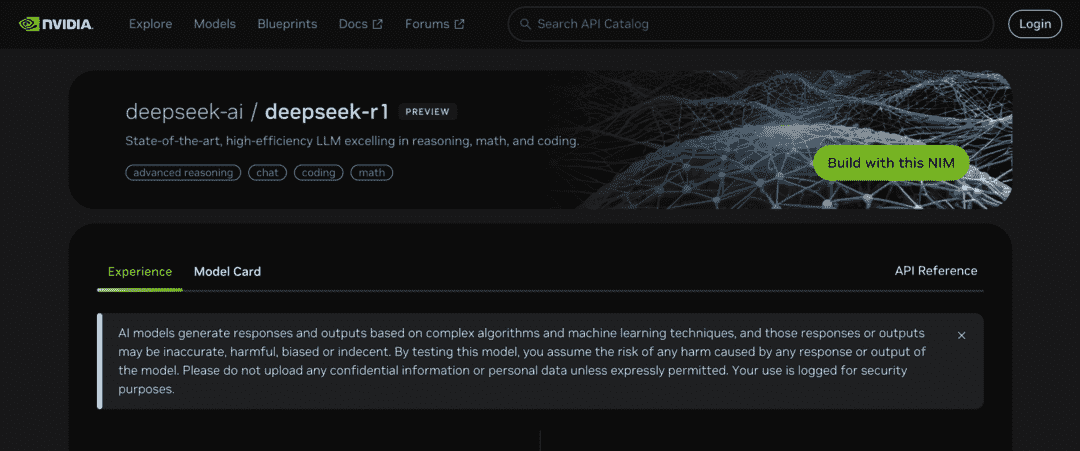 NVIDIA. Explore Models Blueprints Docs Forums Search API Catalog Login
deepseek-ai / deepseek-r1 PREVIEW
State-of-the-art, high-efficiency LLM excelling in reasoning, math, and coding.
Build with this NIM
advanced reasoning chat coding math
Experience Model Card API Reference
AI models generate responses and outputs based on complex algorithms and machine learning techniques, and those responses or outputs
may be inaccurate, harmful, biased or indecent. By testing this model, you assume the risk of any harm caused by any response or output of
the model. Please do not upload any confidential information or personal data unless expressly permitted. Your use is logged for security
purposes.